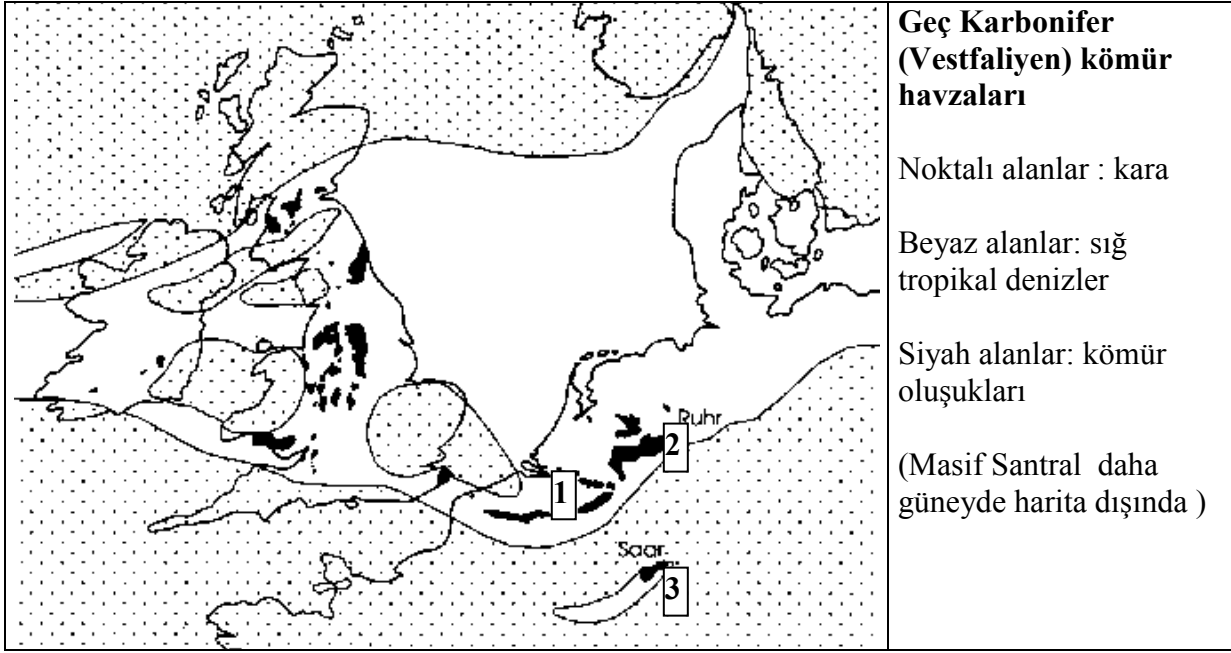 Ruhr
2
1
Saar
3
Geç Karbonifer
(Vestfaliyen) kömür
havzaları
Noktalı alanlar : kara
Beyaz alanlar: sığ
tropikal denizler
Siyah alanlar: kömür
oluşukları
(Masif Santral daha
güneyde harita dışında )